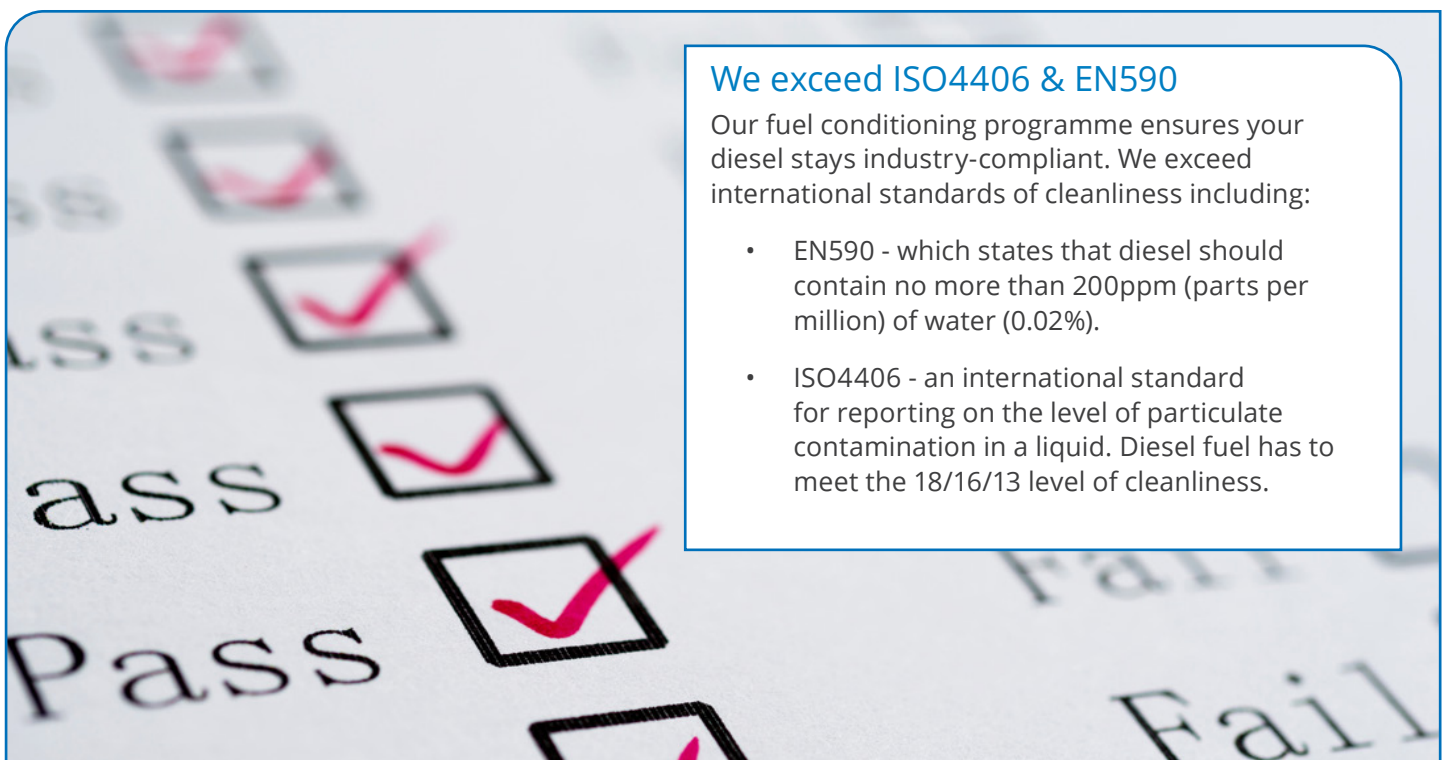 We exceed ISO4406 & EN590
Our fuel conditioning programme ensures your
diesel stays industry-compliant. We exceed
international standards of cleanliness including:
• EN590 - which states that diesel should
contain no more than 200ppm (parts per
million) of water (0.02%).
• ISO4406 - an international standard
for reporting on the level of particulate
contamination in a liquid. Diesel fuel has to
meet the 18/16/13 level of cleanliness.
ss
ass
Pass
Fail
Fail